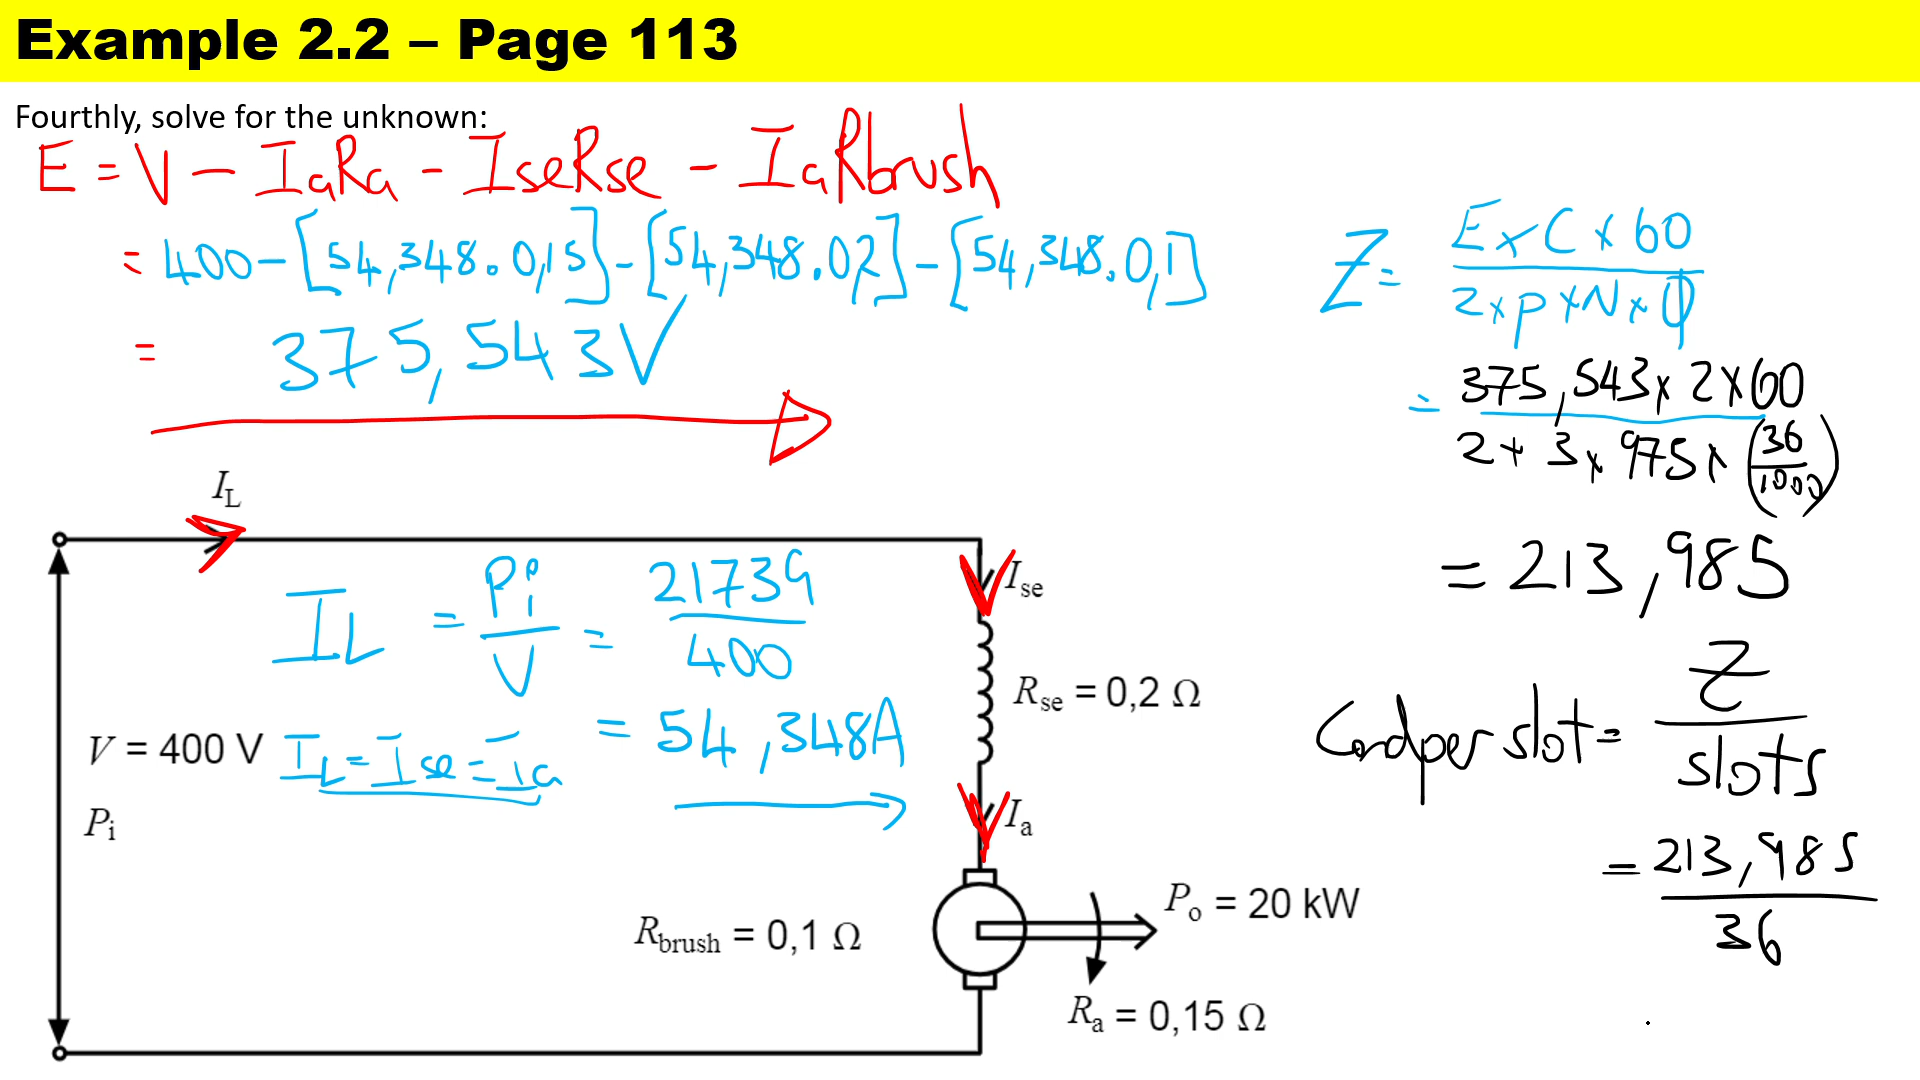 Example 2.2 – Page 113
Fourthly, solve for the unknown:
E = V - IaRa - IseRse - IaRbrush
= 400 - [54,348.0,15] - [54,348.0,2] - [54,348.0,1]
= 375,543V
Z = E x C x 60
2 x p x N x Φ
= 375,543 x 2 x 60
2 x 3 x 975 x (36
1000)
= 213,985
Cond per slot = Z
slots
= 213,985
36
IL
IL = Pi
V
= 21739
400
= 54,348A
IL = Ise = Ia
V = 400 V
Pi
Ise
Rse = 0,2 Ω
Ia
Rbrush = 0,1 Ω
Po = 20 kW
Ra = 0,15 Ω